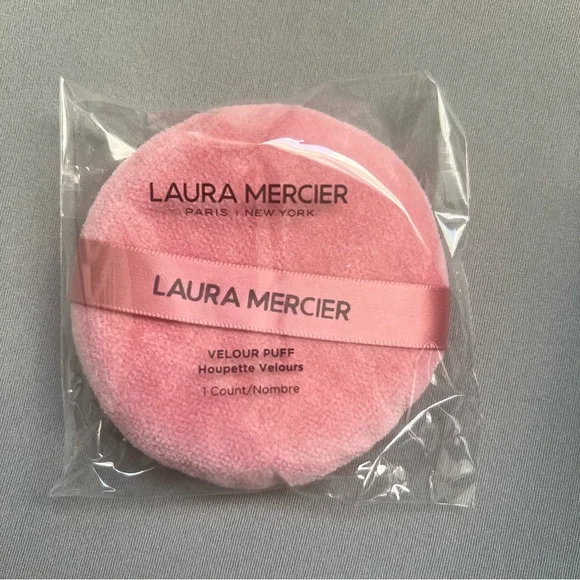 LAURA MERCIER
PARIS | NEW YORK
LAURA MERCIER
VELOUR PUFF
Houpette Velours
1 Count/Nombre